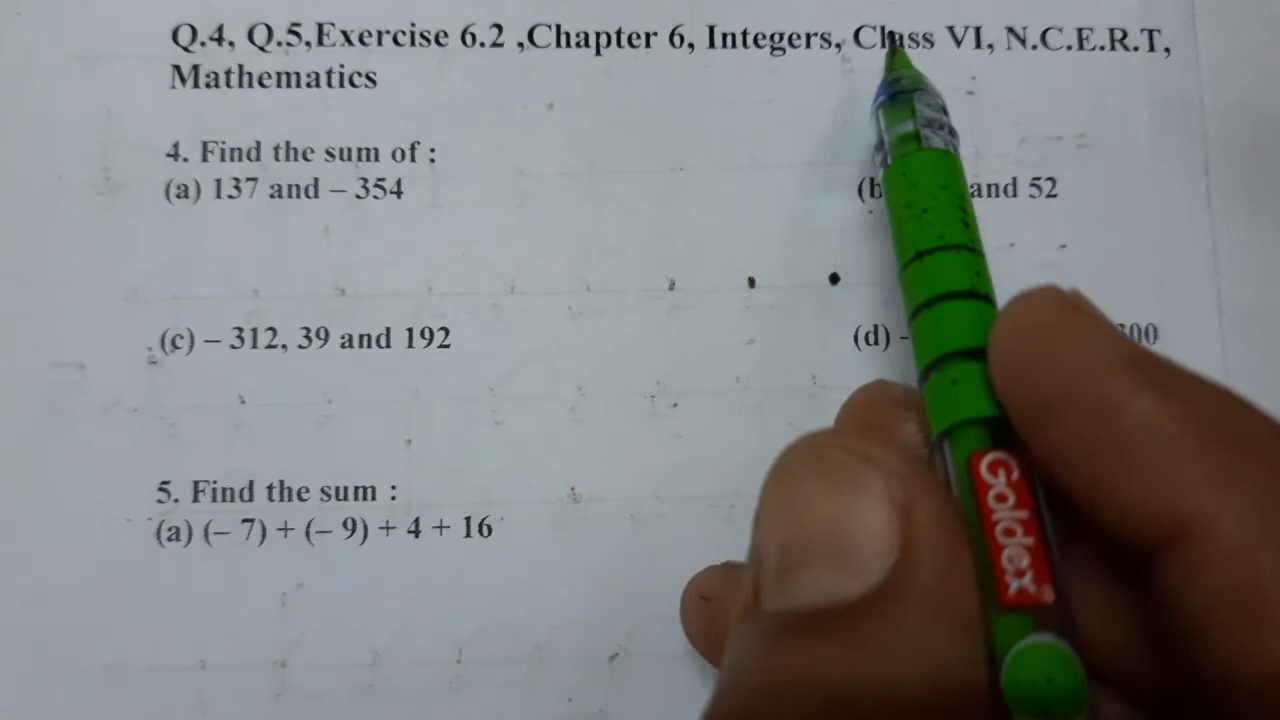 Q.4, Q.5,Exercise 6.2 ,Chapter 6, Integers, Class VI, N.C.E.R.T,
Mathematics
4. Find the sum of :
(a) 137 and – 354
(b and 52
(c) – 312, 39 and 192
(d) - 00
5. Find the sum :
(a) (– 7) + (– 9) + 4 + 16
Goldex